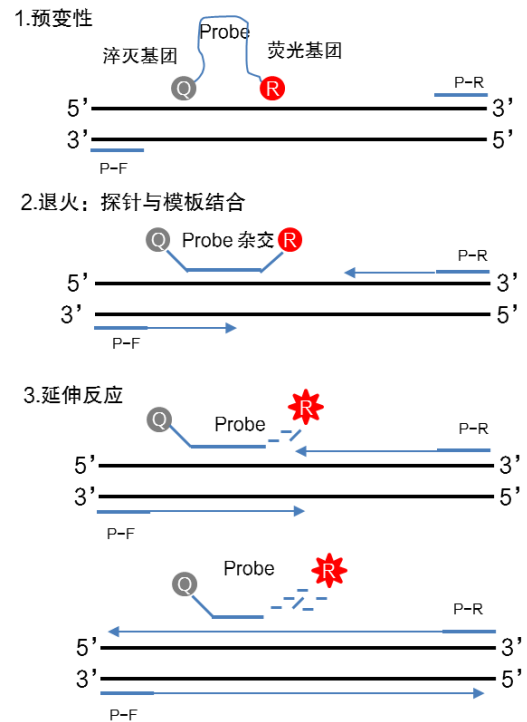 1.预变性
淬灭基团
Probe
荧光基团
Q
R
P-R
5’
3’
3’
5’
P-F
2.退火：探针与模板结合
Q
Probe 杂交
R
P-R
5’
3’
3’
5’
P-F
3.延伸反应
Q
Probe
R
P-R
5’
3’
3’
5’
P-F
Q
Probe
R
P-R
5’
3’
3’
5’
P-F